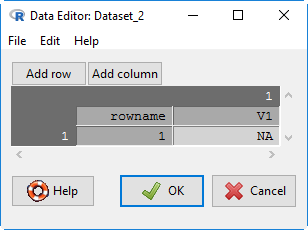 R Data Editor: Dataset_2
File Edit Help
Add row Add column
1
rowname V1
1 1 NA
Help OK Cancel